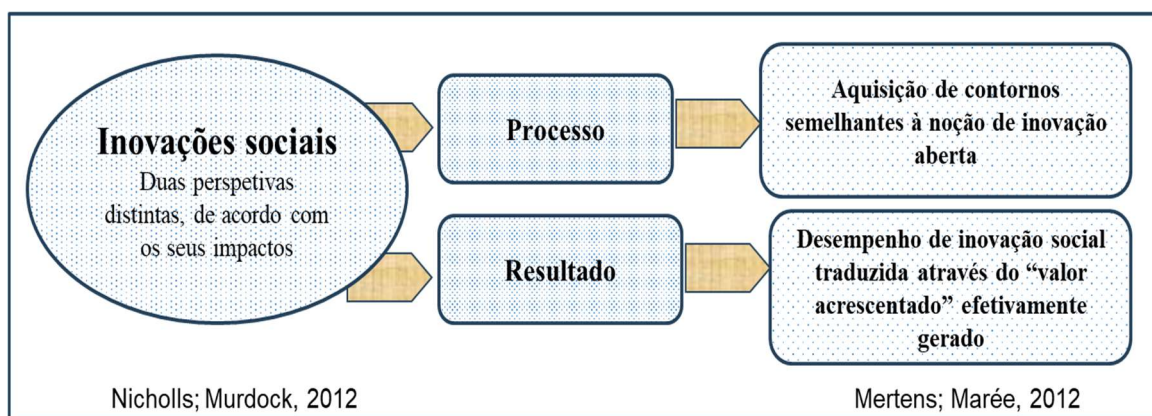 Inovações sociais
Duas perspetivas
distintas, de acordo com
os seus impactos
Processo
Aquisição de contornos
semelhantes à noção de inovação
aberta
Resultado
Desempenho de inovação social
traduzida através do “valor
acrescentado” efetivamente
gerado
Nicholls; Murdock, 2012
Mertens; Marée, 2012